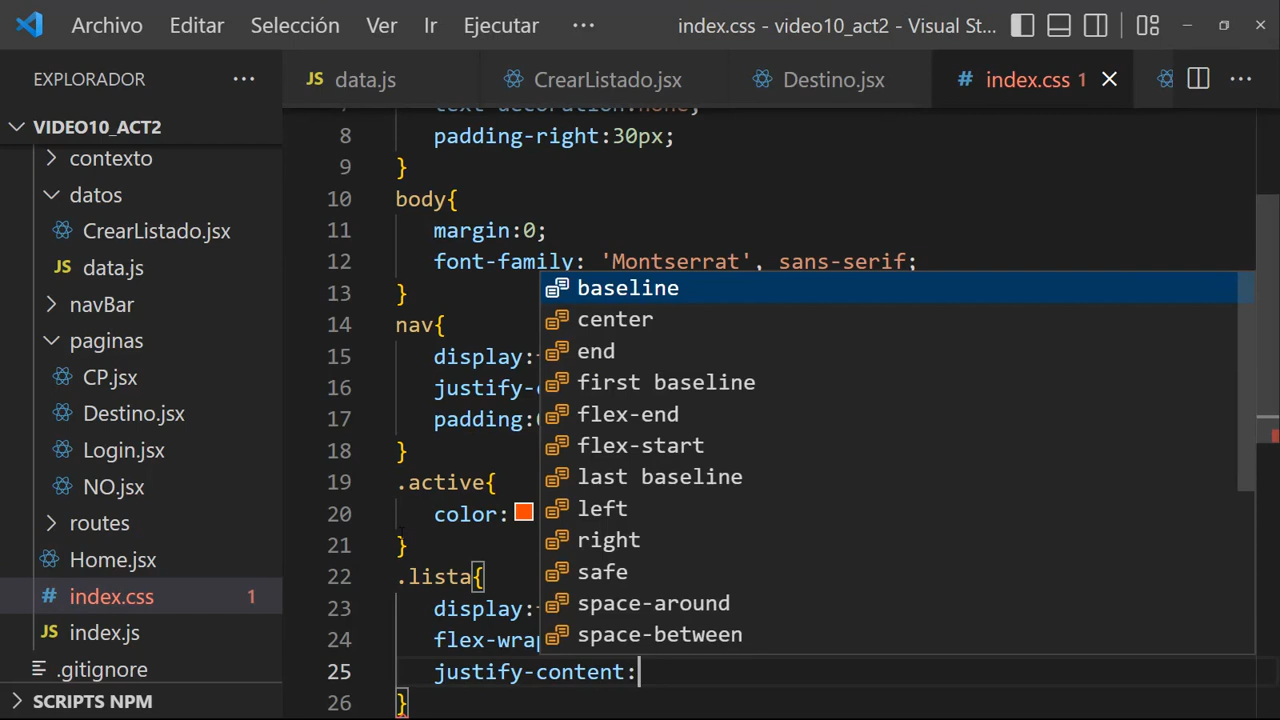 Archivo Editar Selección Ver Ir Ejecutar ··· index.css - video10_act2 - Visual St...
EXPLORADOR ···
JS data.js CrearListado.jsx Destino.jsx # index.css 1 ···
VIDEO10_ACT2
contexto
datos
CrearListado.jsx
JS data.js
navBar
paginas
CP.jsx
Destino.jsx
Login.jsx
NO.jsx
routes
Home.jsx
# index.css 1
JS index.js
.gitignore
SCRIPTS NPM
8 padding-right:30px;
9 }
10 body{
11 margin:0;
12 font-family: 'Montserrat', sans-serif;
13 }
14 nav{
15 display:
16 justify-
17 padding:
18 }
19 .active{
20 color:
21 }
22 .lista{
23 display:
24 flex-wrap
25 justify-content:
26 }
baseline
center
end
first baseline
flex-end
flex-start
last baseline
left
right
safe
space-around
space-between